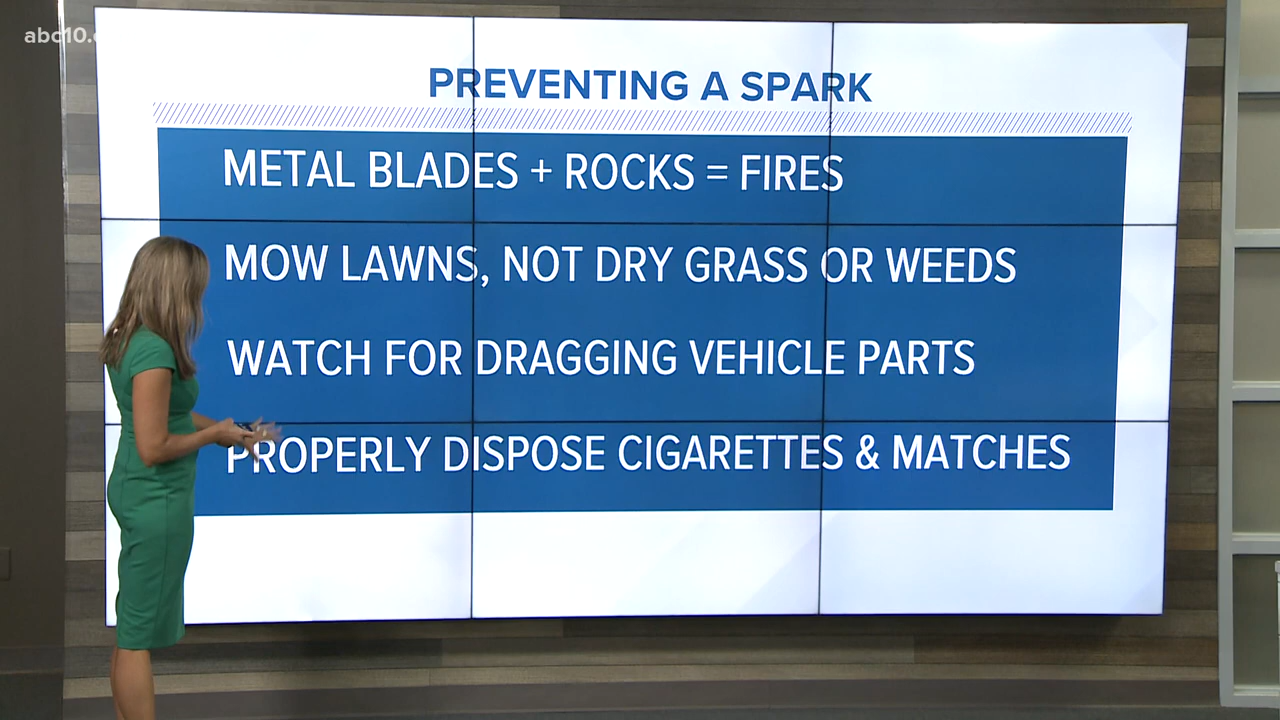 abc10.c
PREVENTING A SPARK
METAL BLADES + ROCKS = FIRES
MOW LAWNS, NOT DRY GRASS OR WEEDS
WATCH FOR DRAGGING VEHICLE PARTS
PROPERLY DISPOSE CIGARETTES & MATCHES